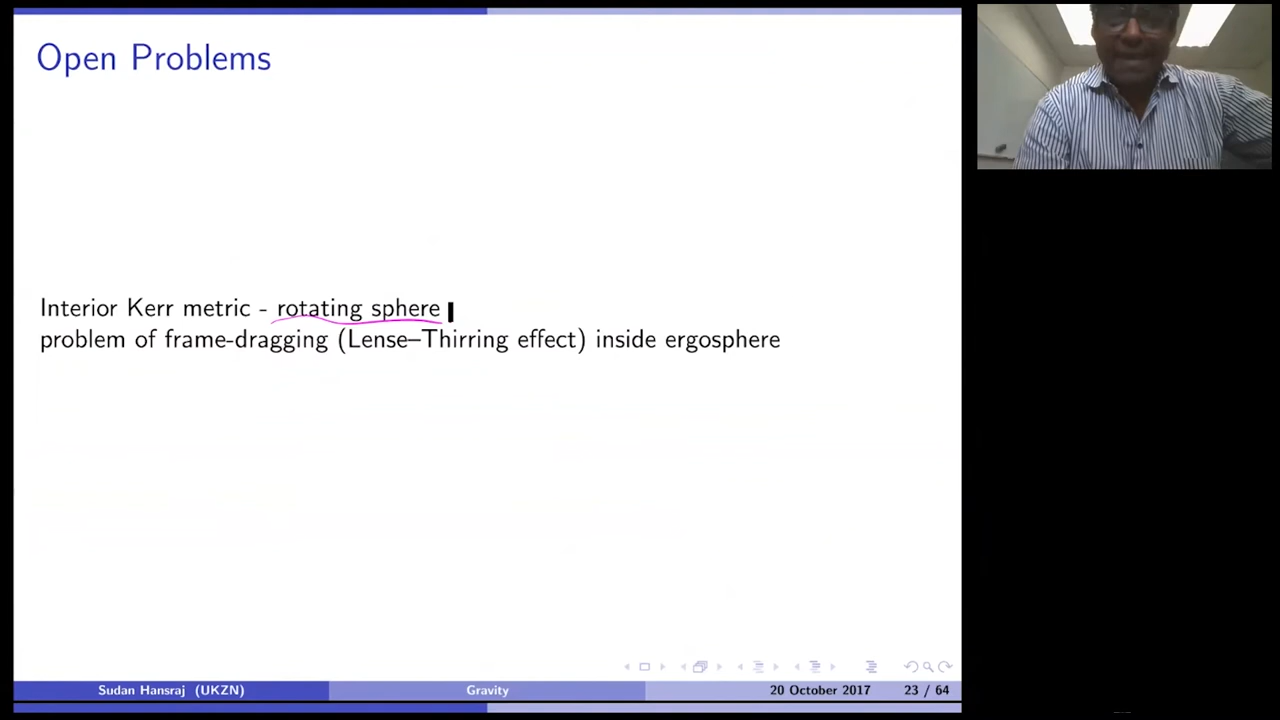 Open Problems
Interior Kerr metric - rotating sphere
problem of frame-dragging (Lense–Thirring effect) inside ergosphere
Sudan Hansraj (UKZN) Gravity 20 October 2017 23 / 64